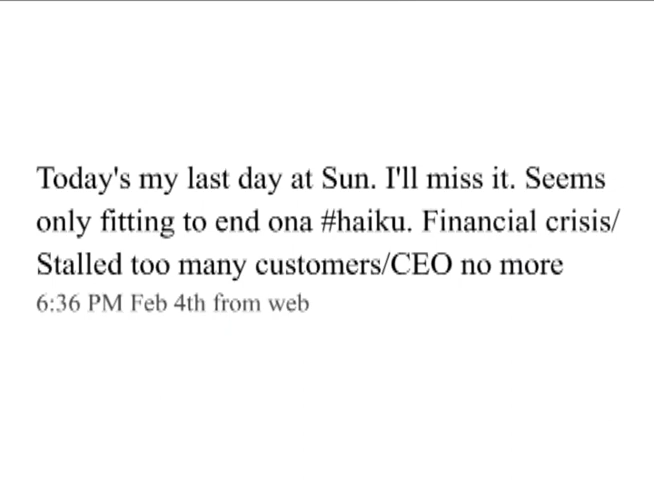 Today's my last day at Sun. I'll miss it. Seems
only fitting to end ona #haiku. Financial crisis/
Stalled too many customers/CEO no more
6:36 PM Feb 4th from web